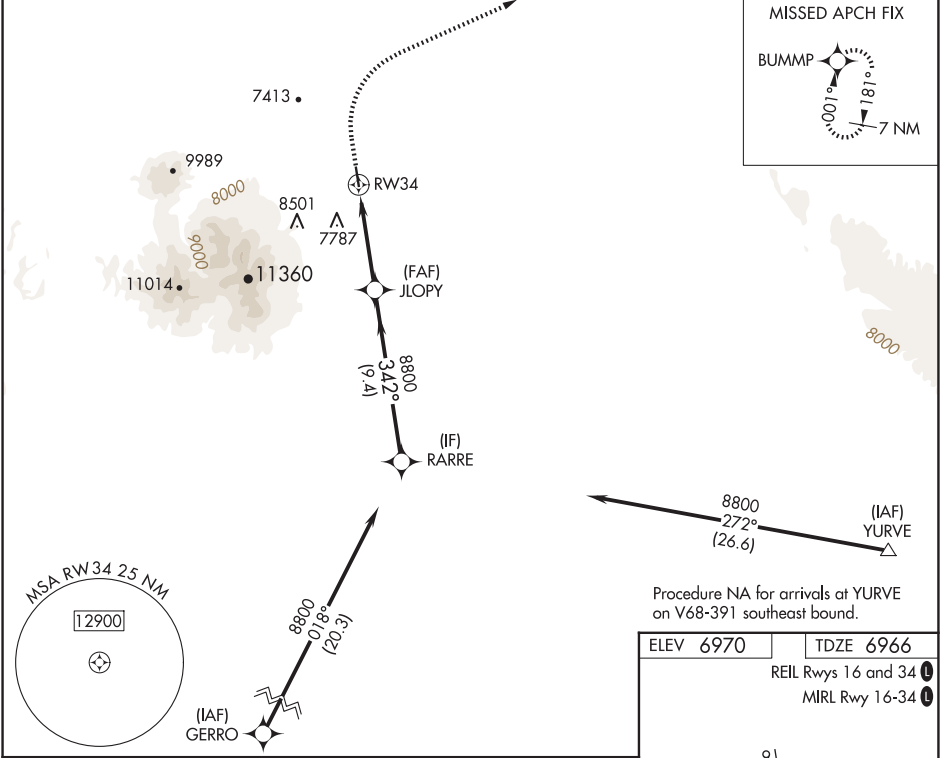 MISSED APCH FIX
BUMMP
001°
181°
7 NM
7413
9989
8000
RW34
8501
7787
9000
11360
11014
(FAF)
JLOPY
8000
8800
342°
(9.4)
(IF)
RARRE
8800
272°
(26.6)
(IAF)
YURVE
MSA RW34 25 NM
12900
8800
018°
(20.3)
Procedure NA for arrivals at YURVE
on V68-391 southeast bound.
(IAF)
GERRO
ELEV 6970
TDZE 6966
REIL Rwys 16 and 34 L
MIRL Rwy 16-34 L